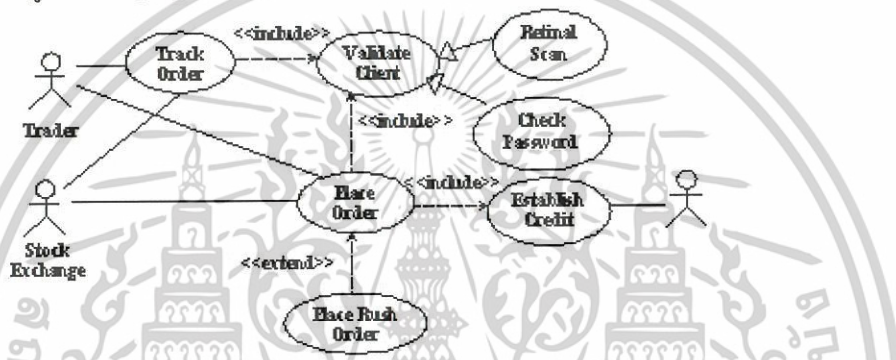 <<include>>
Track
Order
Validate
Client
Retinal
Scan
Trader
<<include>>
Check
Password
Place
Order
<<include>>
Establish
Credit
Stock
Exchange
<<extend>>
Place Rush
Order